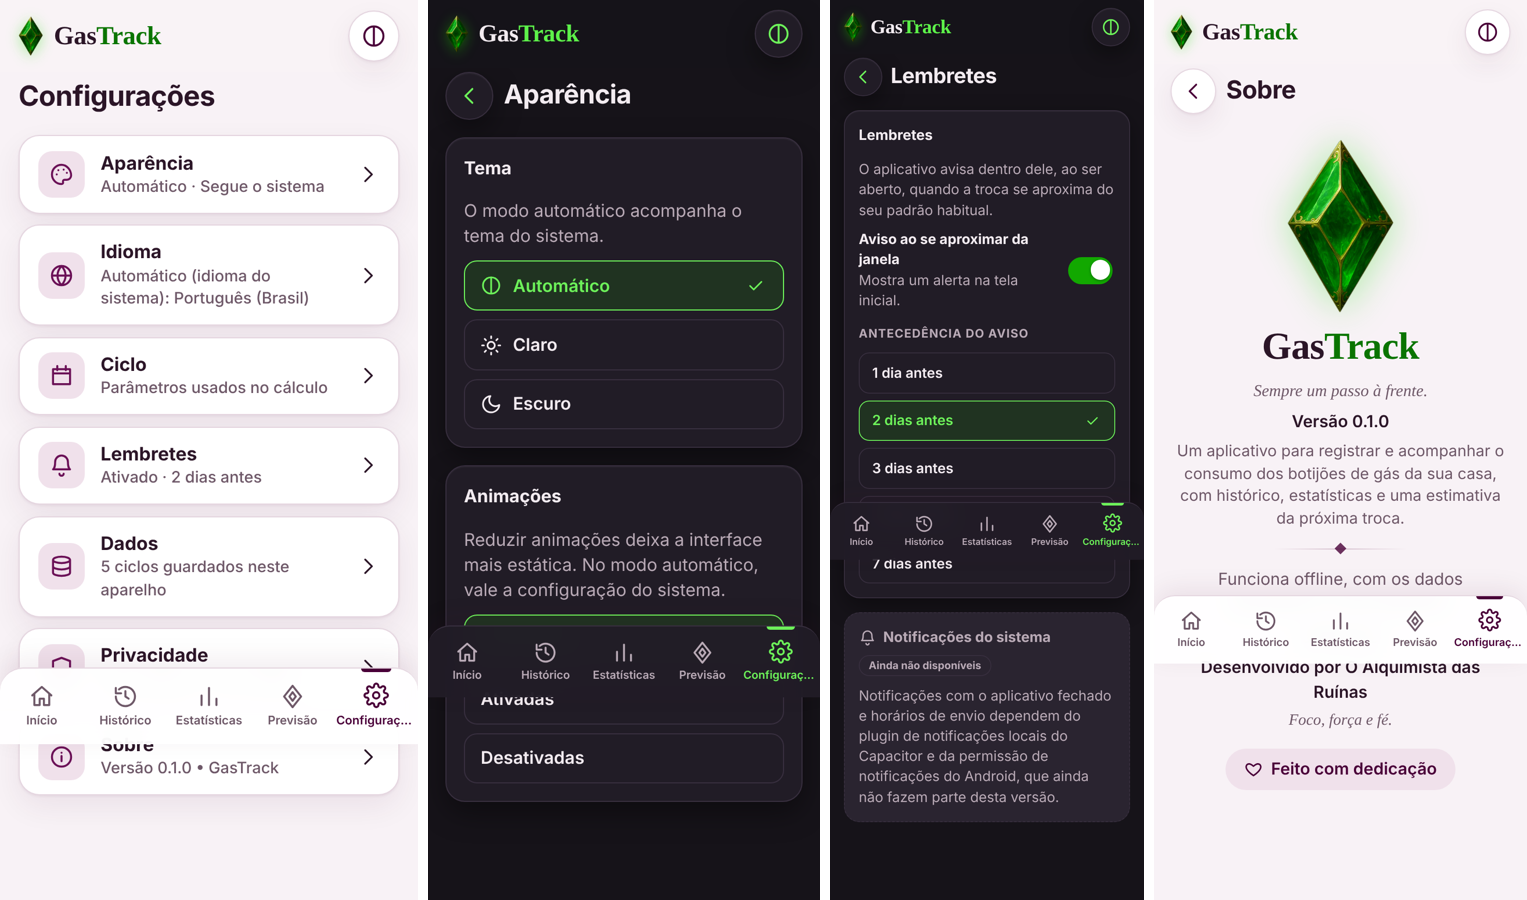 GasTrack
Configurações
Aparência
Automático · Segue o sistema
Idioma
Automático (idioma do
sistema): Português (Brasil)
Ciclo
Parâmetros usados no cálculo
Lembretes
Ativado · 2 dias antes
Dados
5 ciclos guardados neste
aparelho
Privacidade
Início
Histórico
Estatísticas
Previsão
Configuraç...
Sobre
Versão 0.1.0 • GasTrack
GasTrack
Aparência
Tema
O modo automático acompanha o
tema do sistema.
Automático
Claro
Escuro
Animações
Reduzir animações deixa a interface
mais estática. No modo automático,
vale a configuração do sistema.
Início
Histórico
Estatísticas
Previsão
Configuraç...
Ativadas
Desativadas
GasTrack
Lembretes
Lembretes
O aplicativo avisa dentro dele, ao ser
aberto, quando a troca se aproxima do
seu padrão habitual.
Aviso ao se aproximar da
janela
Mostra um alerta na tela
inicial.
ANTECEDÊNCIA DO AVISO
1 dia antes
2 dias antes
3 dias antes
Início
Histórico
Estatísticas
Previsão
Configuraç...
7 dias antes
Notificações do sistema
Ainda não disponíveis
Notificações com o aplicativo fechado
e horários de envio dependem do
plugin de notificações locais do
Capacitor e da permissão de
notificações do Android, que ainda
não fazem parte desta versão.
GasTrack
Sobre
GasTrack
Sempre um passo à frente.
Versão 0.1.0
Um aplicativo para registrar e acompanhar o
consumo dos botijões de gás da sua casa,
com histórico, estatísticas e uma estimativa
da próxima troca.
Funciona offline, com os dados
Início
Histórico
Estatísticas
Previsão
Configuraç...
Desenvolvido por O Alquimista das
Ruínas
Foco, força e fé.
Feito com dedicação